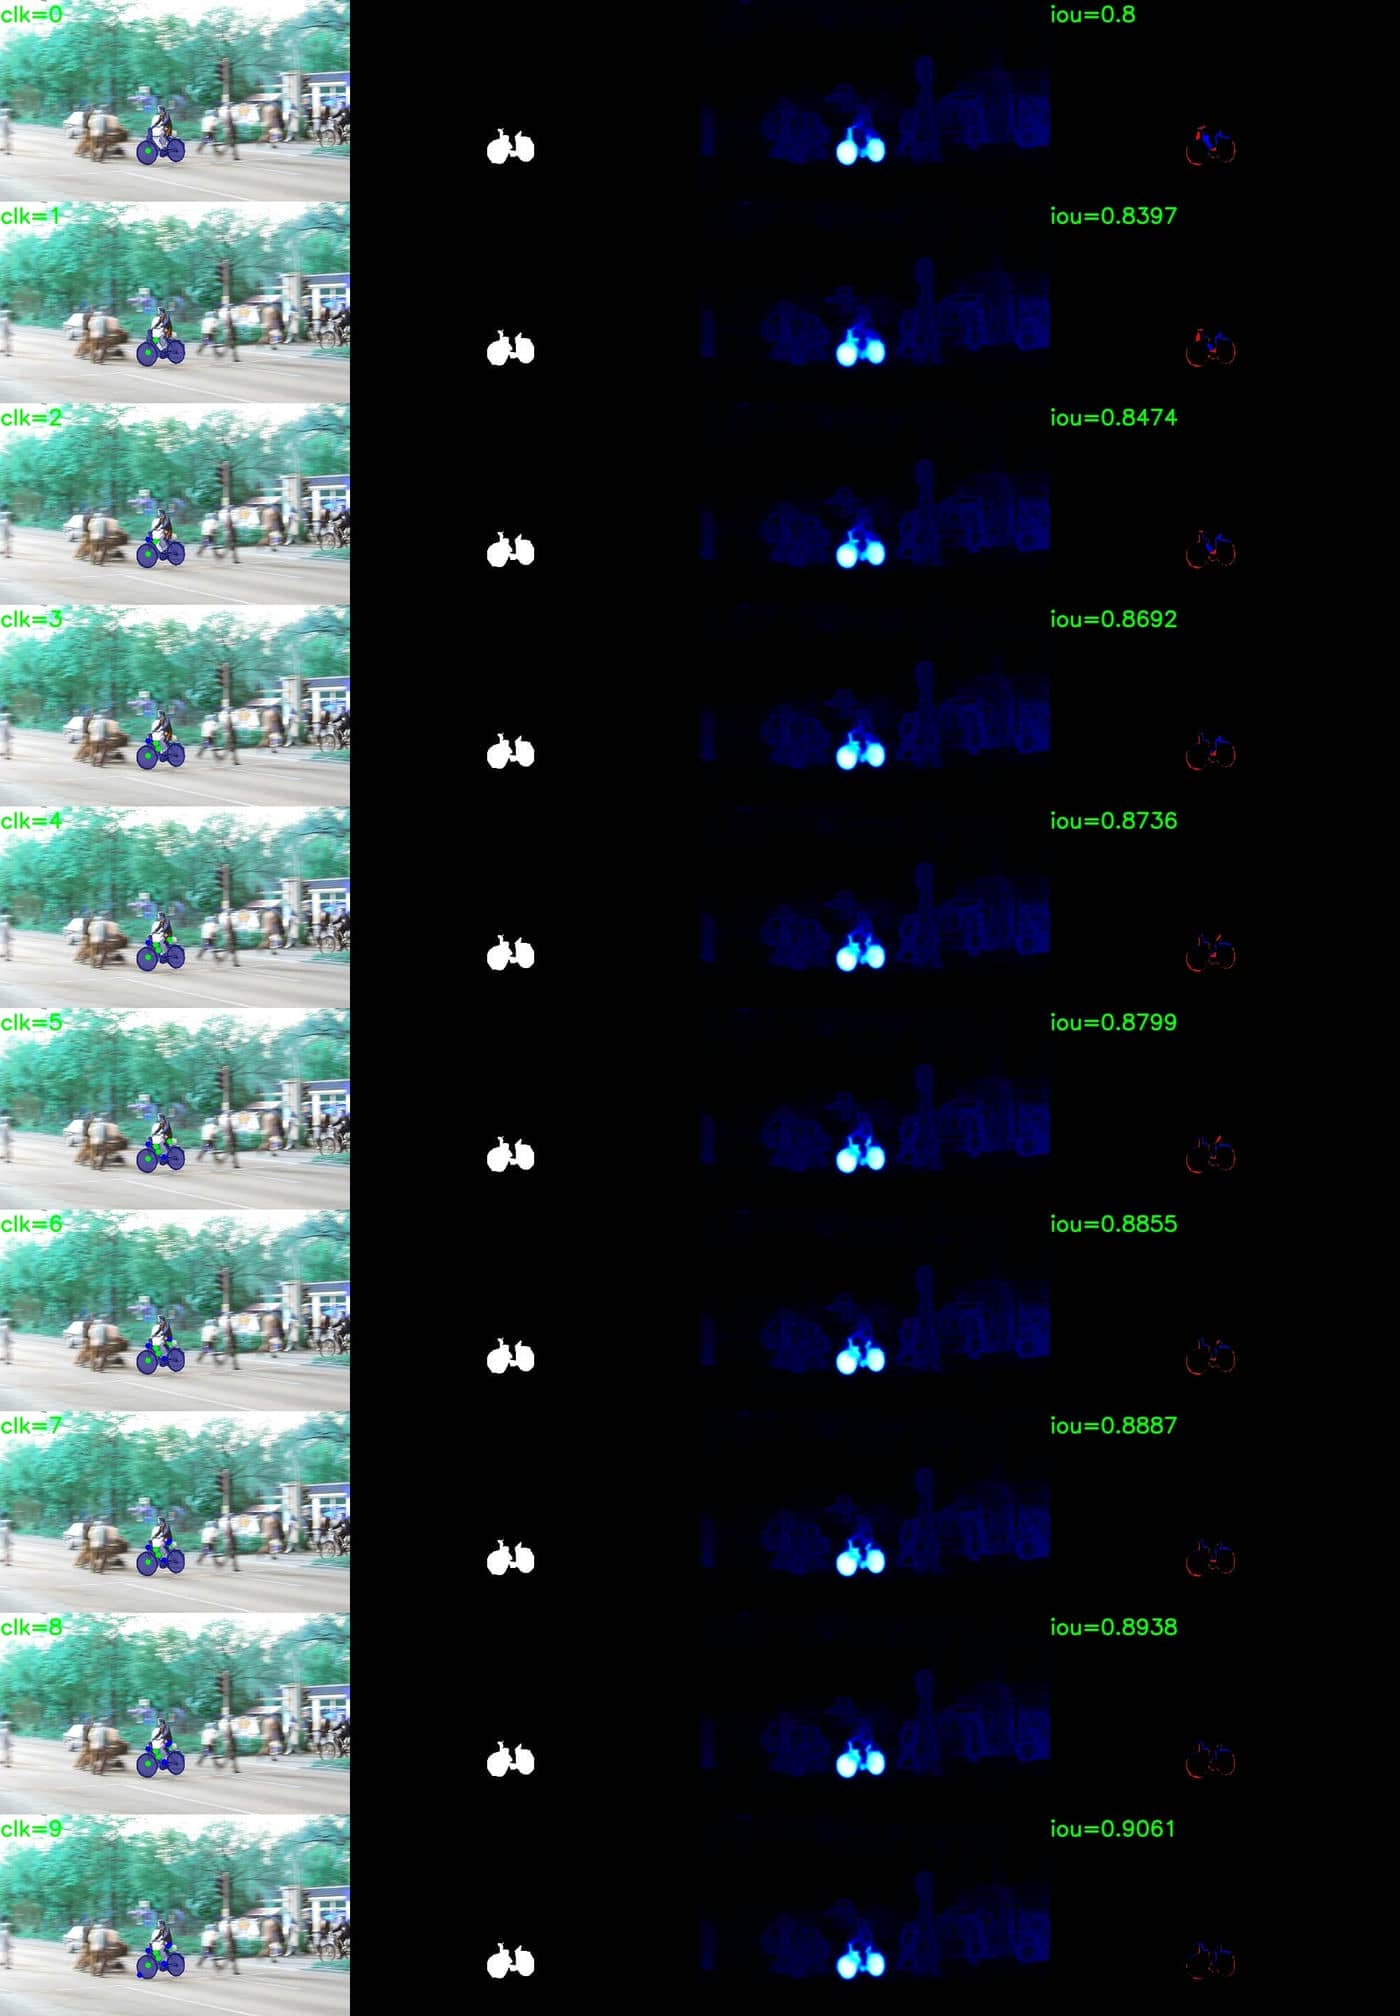 clk=0 iou=0.8
clk=1 iou=0.8397
clk=2 iou=0.8474
clk=3 iou=0.8692
clk=4 iou=0.8736
clk=5 iou=0.8799
clk=6 iou=0.8855
clk=7 iou=0.8887
clk=8 iou=0.8938
clk=9 iou=0.9061